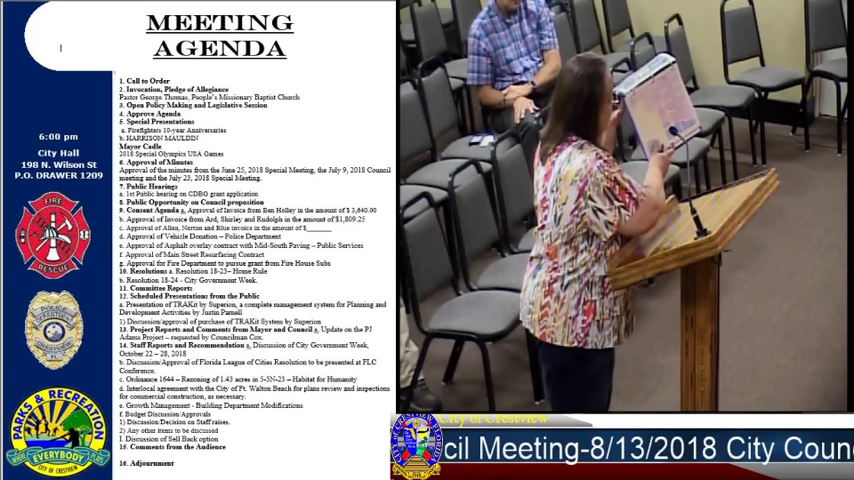 MEETING
AGENDA
6:00 pm
City Hall
198 N. Wilson St
P.O. DRAWER 1209
FIRE
RESCUE
POLICE
CRESTVIEW
PARKS & RECREATION
WHERE EVERYBODY PLAYS
CITY OF CRESTVIEW
1. Call to Order
2. Invocation, Pledge of Allegiance
Pastor George Thomas, People's Missionary Baptist Church
3. Open Policy Making and Legislative Session
4. Approve Agenda
5. Special Presentations
a. Firefighters 10-year Anniversaries
b. HARRISON MAULDIN
Mayor Cadle
2018 Special Olympics USA Games
6. Approval of Minutes
Approval of the minutes from the June 25, 2018 Special Meeting, the July 9, 2018 Council
meeting and the July 23, 2018 Special Meeting.
7. Public Hearings
a. 1st Public hearing on CDBG grant application
8. Public Opportunity on Council proposition
9. Consent Agenda a. Approval of Invoice from Ben Holley in the amount of $ 3,640.00
b. Approval of Invoice from Ard, Shirley and Rudolph in the amount of $1,809.25
c. Approval of Allen, Norton and Blue invoice in the amount of $______
d. Approval of Vehicle Donation – Police Department
e. Approval of Asphalt overlay contract with Mid-South Paving – Public Services
f. Approval of Main Street Resurfacing Contract
g. Approval for Fire Department to pursue grant from Fire House Subs
10. Resolutions a. Resolution 18-23– Home Rule
b. Resolution 18-24 - City Government Week.
11. Committee Reports
12. Scheduled Presentations from the Public
a. Presentation of TRAKit by Superion, a complete management system for Planning and
Development Activities by Justin Parnell
1) Discussion/approval of purchase of TRAKit System by Superion
13. Project Reports and Comments from Mayor and Council a. Update on the PJ
Adams Project – requested by Councilman Cox.
14. Staff Reports and Recommendation a. Discussion of City Government Week,
October 22 – 28, 2018
b. Discussion/Approval of Florida League of Cities Resolution to be presented at FLC
Conference.
c. Ordinance 1644 – Rezoning of 1.43 acres in 5-3N-23 – Habitat for Humanity
d. Interlocal agreement with the City of Ft. Walton Beach for plans review and inspections
for commercial construction, as necessary.
e. Growth Management - Building Department Modifications
f. Budget Discussion/Approvals
1) Discussion/Decision on Staff raises.
2) Any other items to be discussed
I. Discussion of Sell Back option
15. Comments from the Audience
16. Adjournment
City of Crestview
cil Meeting-8/13/2018 City Coun